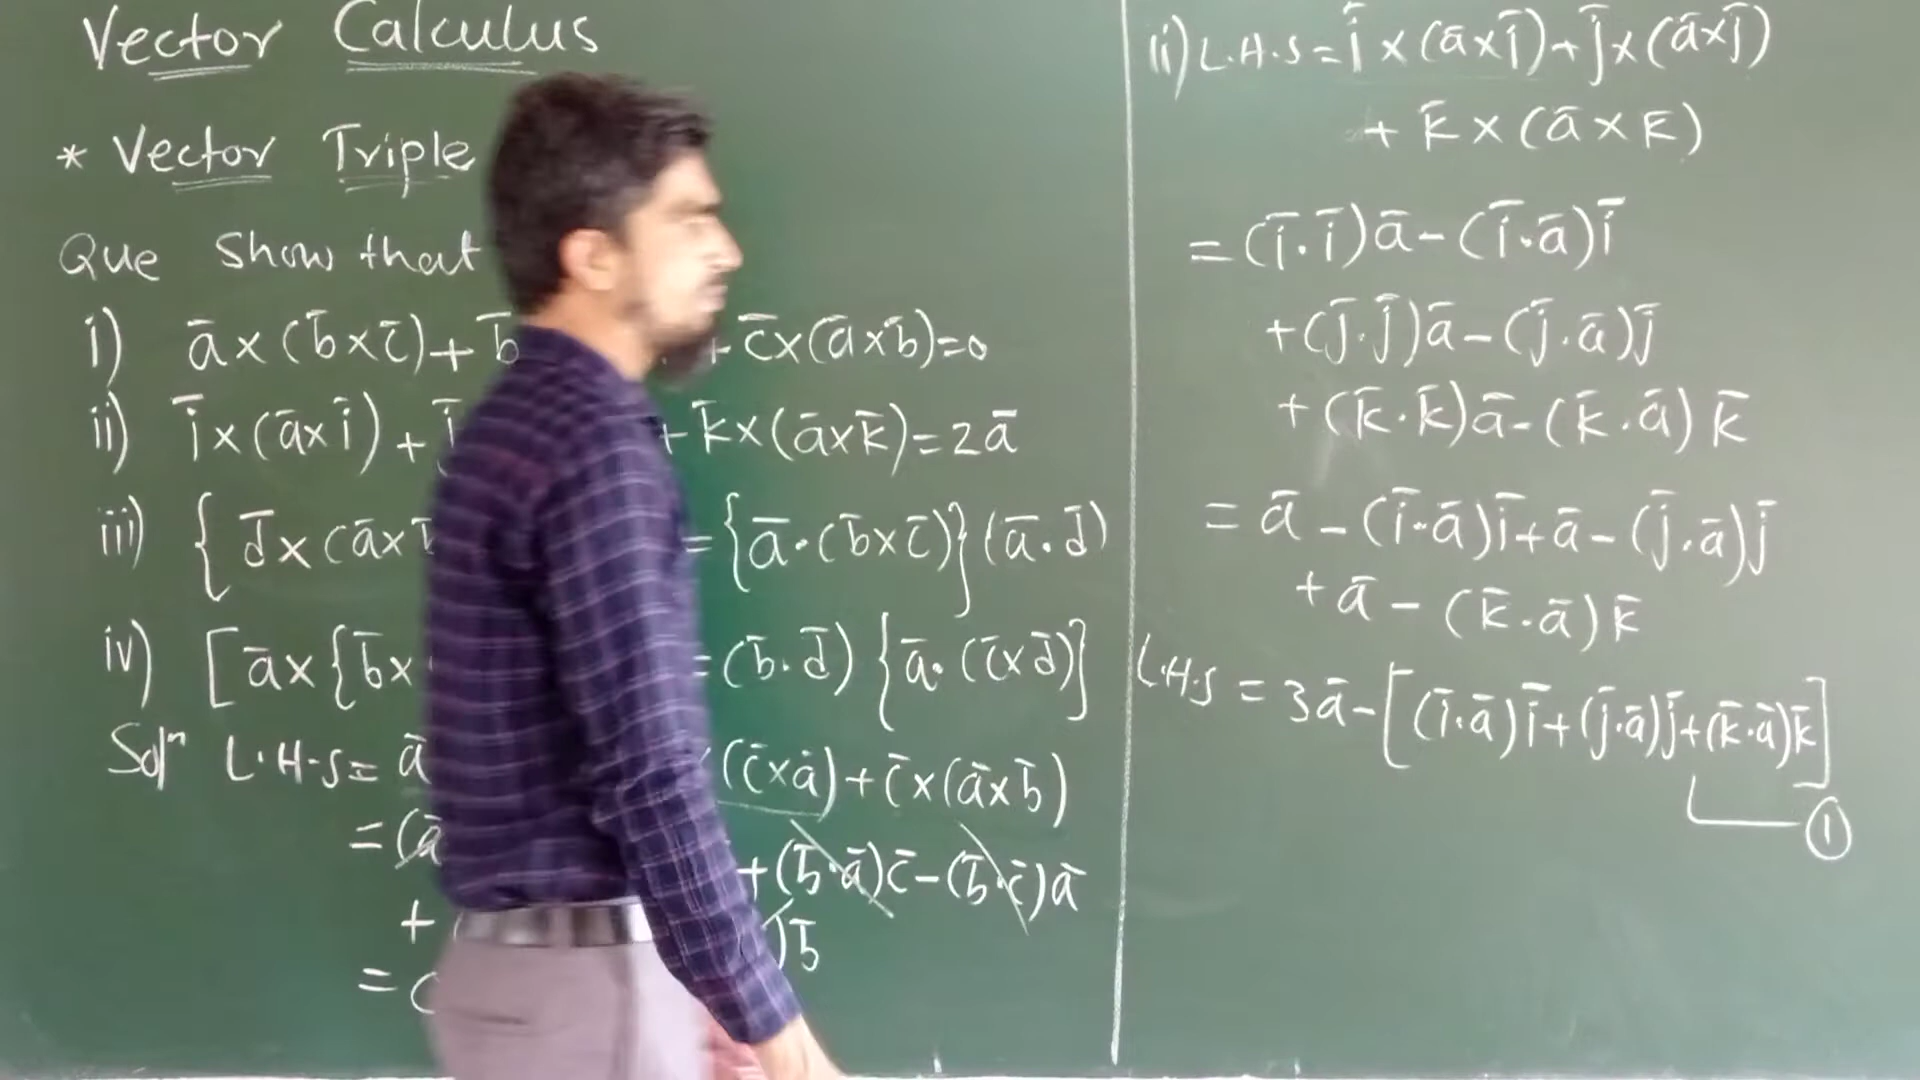 Vector Calculus
* Vector Triple
Que Show that
i) ā×(b̄×c̄)+b̄ + c̄×(ā×b̄)=0
ii) ī×(ā×ī)+ +k̄×(ā×k̄)=2ā
iii) {d̄×(ā× ={ā·(b̄×c̄)}(ā·d̄)
iv) [ā×{b̄× =(b̄·d̄){ā·(c̄×d̄)]
Solⁿ L.H.S= ā (c̄×ā)+c̄×(ā×b̄)
=(ā +(b̄·ā)c̄-(b̄·c̄)ā
+ )b̄
=
ii) L.H.S=ī×(ā×ī)+j̄×(ā×j̄)
+ k̄×(ā×k̄)
=(ī·ī)ā-(ī·ā)ī
+(j̄·j̄)ā-(j̄·ā)j̄
+(k̄·k̄)ā-(k̄·ā)k̄
= ā-(ī·ā)ī+ā-(j̄·ā)j̄
+ā-(k̄·ā)k̄
L.H.S = 3ā-[(ī·ā)ī+(j̄·ā)j̄+(k̄·ā)k̄]
①